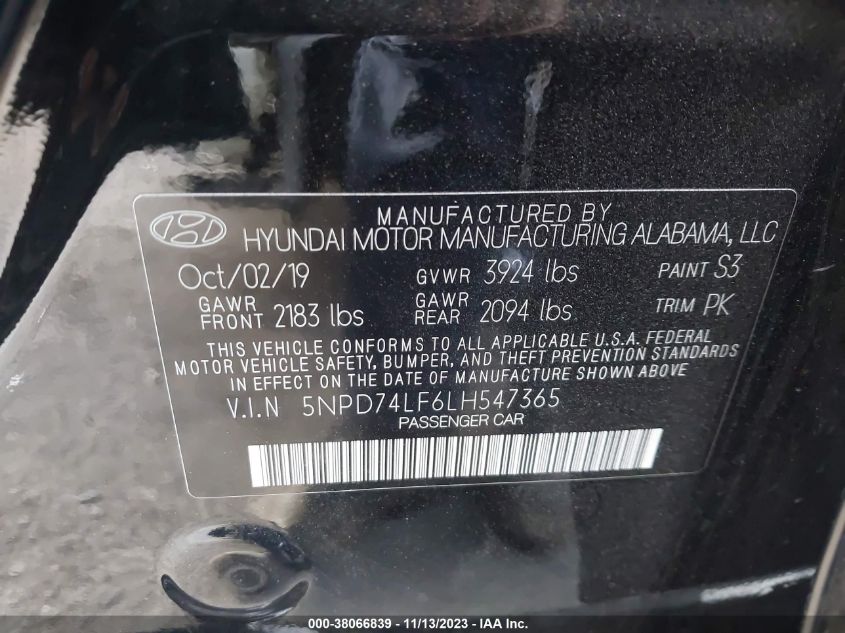 MANUFACTURED BY
HYUNDAI MOTOR MANUFACTURING ALABAMA, LLC
Oct/02/19 GVWR 3924 lbs PAINT S3
GAWR FRONT 2183 lbs GAWR REAR 2094 lbs TRIM PK
THIS VEHICLE CONFORMS TO ALL APPLICABLE U.S.A. FEDERAL
MOTOR VEHICLE SAFETY, BUMPER, AND THEFT PREVENTION STANDARDS
IN EFFECT ON THE DATE OF MANUFACTURE SHOWN ABOVE.
V.I.N 5NPD74LF6LH547365
PASSENGER CAR
000-38066839 - 11/13/2023 - IAA Inc.